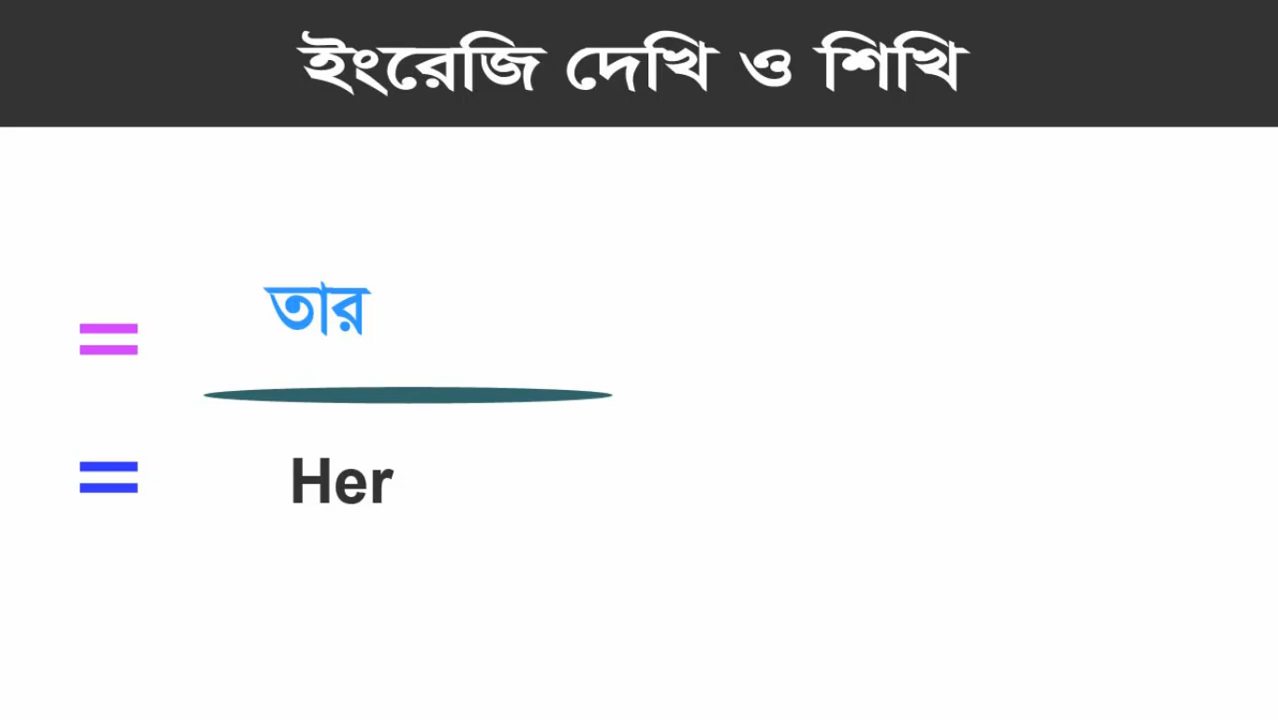 ইংরেজি দেখি ও শিখি
= তার
= Her